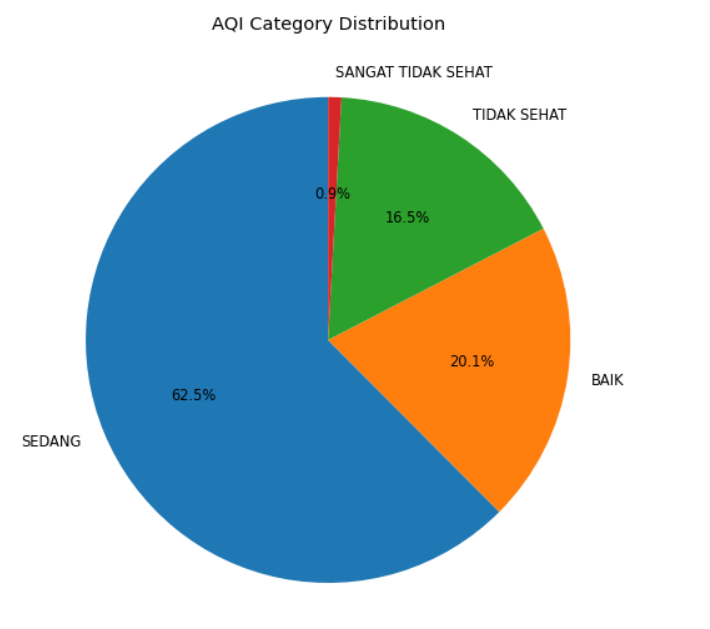 AQI Category Distribution
SANGAT TIDAK SEHAT
TIDAK SEHAT
0.9%
16.5%
20.1%
BAIK
62.5%
SEDANG